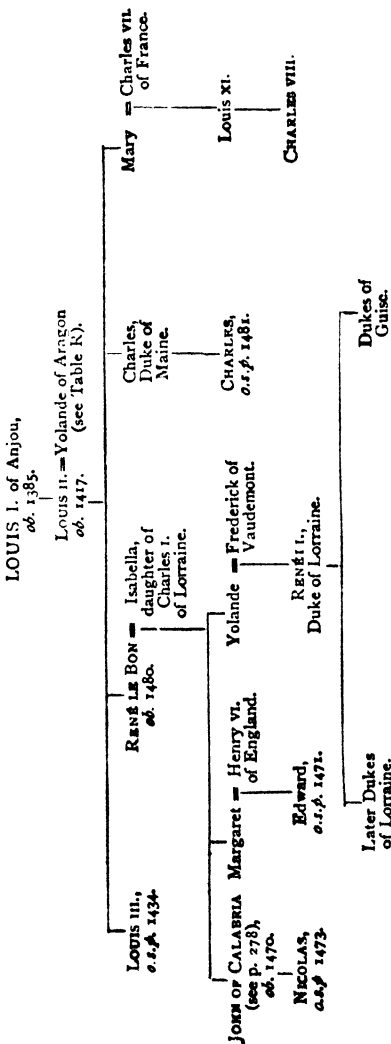 LOUIS I. of Anjou,
ob. 1385.
LOUIS II.=Yolande of Aragon
ob. 1417. (see Table R).
LOUIS III.,
o.s.p. 1434.
RENÉ LE BON = Isabella,
ob. 1480. daughter of
Charles I.
of Lorraine.
Charles,
Duke of
Maine.
Mary = Charles VII.
of France.
JOHN OF CALABRIA
(see p. 278),
ob. 1470.
Margaret = Henry VI.
of England.
Yolande = Frederick of
Vaudemont.
CHARLES,
o.s.p. 1481.
Louis XI.
NICOLAS,
o.s.p 1473.
Edward,
o.s.p. 1471.
RENÉ II.,
Duke of Lorraine.
CHARLES VIII.
Later Dukes
of Lorraine.
Dukes of
Guise.